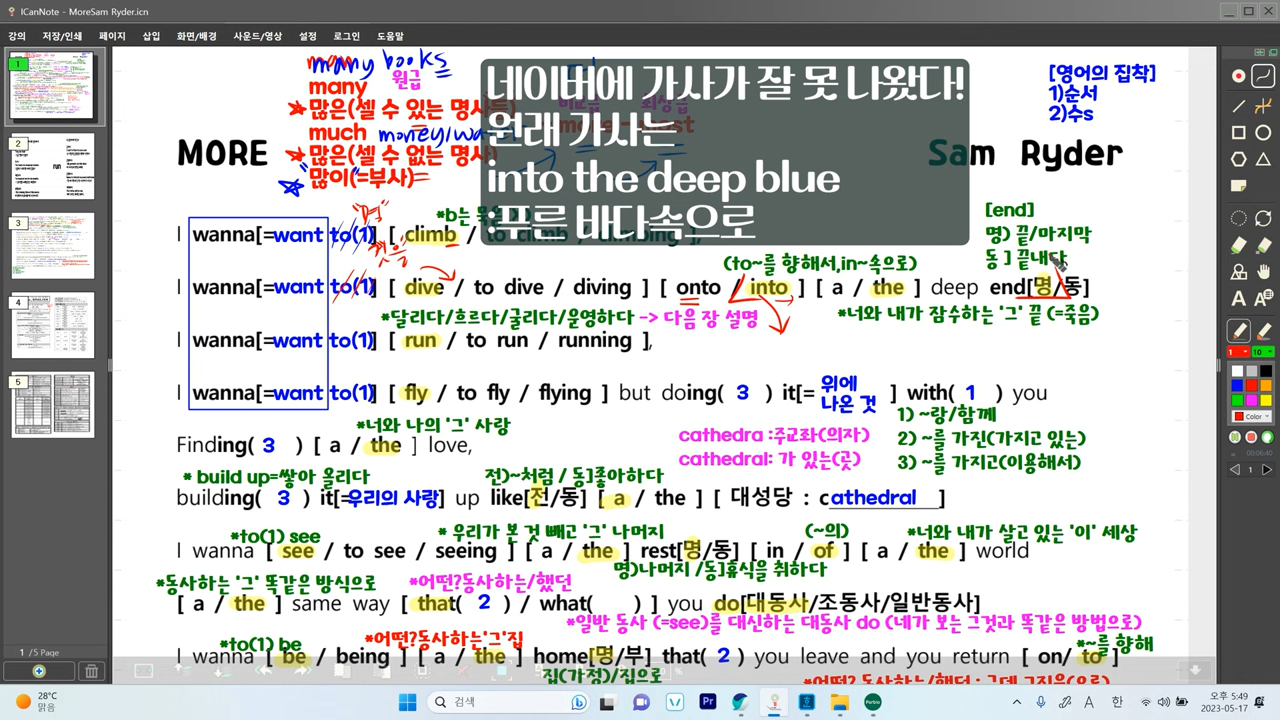 ICanNote - MoreSam Ryder.icn
강의 저장/인쇄 페이지 삽입 화면/배경 사운드/영상 설정 로그인 도움말
many books
원급
many
많은(셀 수 있는 명사)
much money/wa
많은(셀 수 없는 명사)
많이(=부사)
네이버에 가사가 잘 못 나왔다!
원래 가사는
into the deep blue
:푸른 바다속으로
[영어의 집착]
1)순서
2)수s
MORE
Sam Ryder
*b는 묵음
[end]
명) 끝/마지막
동 ] 끝내다
I wanna[=want to(1)] [ climb / to climb / climbing ],
(to~를 향해서,in~속으로)
I wanna[=want to(1)] [ dive / to dive / diving ] [ onto / into ] [ a / the ] deep end[명/동]
*달리다/흐르다/굴리다/운영하다 -> 다음 장 설명
*너와 내가 잠수하는 '그' 끝 (=죽음)
I wanna[=want to(1)] [ run / to run / running ],
I wanna[=want to(1)] [ fly / to fly / flying ] but doing( 3 ) it[= 위에 나온 것 ] with( 1 ) you
*너와 나의 '그' 사랑
1) ~랑/함께
Finding( 3 ) [ a / the ] love,
cathedra :주교좌(의자)
2) ~를 가진(가지고 있는)
cathedral: 가 있는(곳)
3) ~를 가지고(이용해서)
* build up=쌓아 올리다
전)~처럼 / 동]좋아하다
building( 3 ) it[=우리의 사랑] up like[전/동] [ a / the ] [ 대성당 : cathedral ]
*to(1) see
* 우리가 본 것 빼고 '그' 나머지
(~의)
*너와 내가 살고 있는 '이' 세상
I wanna [ see / to see / seeing ] [ a / the ] rest[명/동] [ in / of ] [ a / the ] world
명)나머지 /동]휴식을 취하다
*동사하는 '그' 똑같은 방식으로
*어떤?동사하는/했던
[ a / the ] same way [ that( 2 ) / what( ) ] you do[대동사/조동사/일반동사]
*일반 동사 (=see)를 대신하는 대동사 do (네가 보는 그것과 똑같은 방법으로)
*to(1) be
*어떤?동사하는'그'집
*~를 향해
I wanna [ be / being ] [ a / the ] home[명/부] that( 2 ) you leave and you return [ on/ to ]
집(가정)/집으로
1 / 5 Page
Color
00:06:40
1
28°C
맑음
검색
오후 5:49
2023-05-17